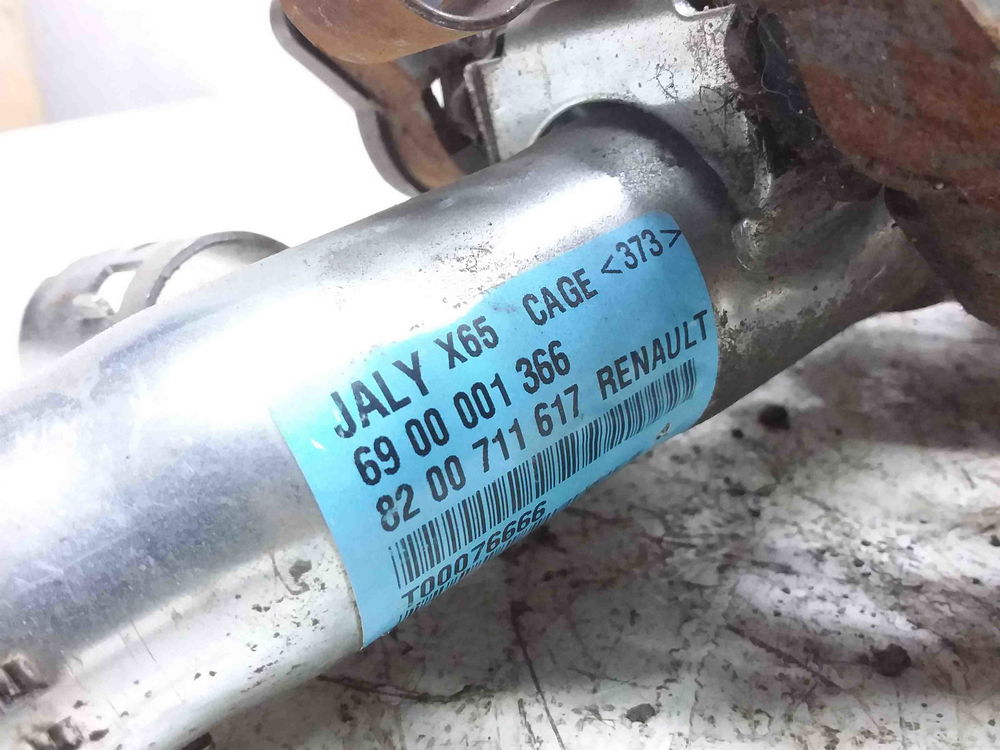 JALY X65 CAGE <373>
69 00 001 366
82 00 711 617 RENAULT
T00076666